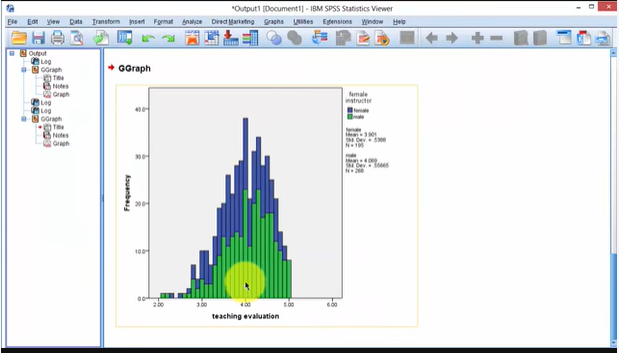 *Output1 [Document1] - IBM SPSS Statistics Viewer
File Edit View Data Transform Insert Format Analyze Direct Marketing Graphs Utilities Extensions Window Help
Output
Log
GGraph
Title
Notes
Graph
Log
Log
GGraph
Title
Notes
Graph
GGraph
40.0
30.0
20.0
10.0
0.0
Frequency
2.00 3.00 4.00 5.00 6.00
teaching evaluation
female
instructor
female
male
female
Mean = 3.901
Std. Dev. = .5388
N = 195
male
Mean = 4.069
Std. Dev. = .55665
N = 268